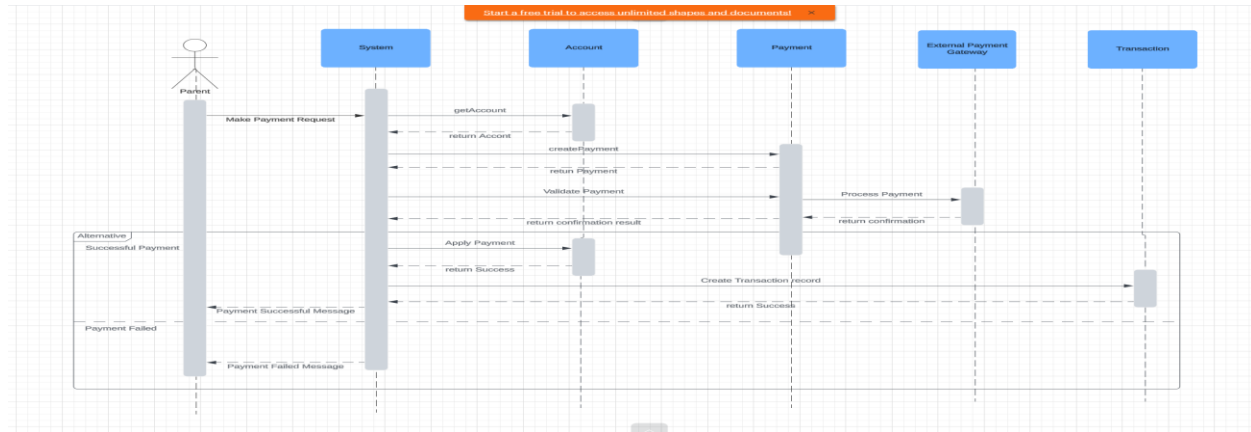 Start a free trial to access unlimited shapes and documents! ×
System
Account
Payment
External Payment
Gateway
Transaction
Parent
Make Payment Request
getAccount
return Accont
createPayment
retun Payment
Validate Payment
Process Payment
return confirmation result
return confirmation
Alternative
Successful Payment
Apply Payment
return Success
Create Transaction record
return Success
Payment Successful Message
Payment Failed
Payment Failed Message